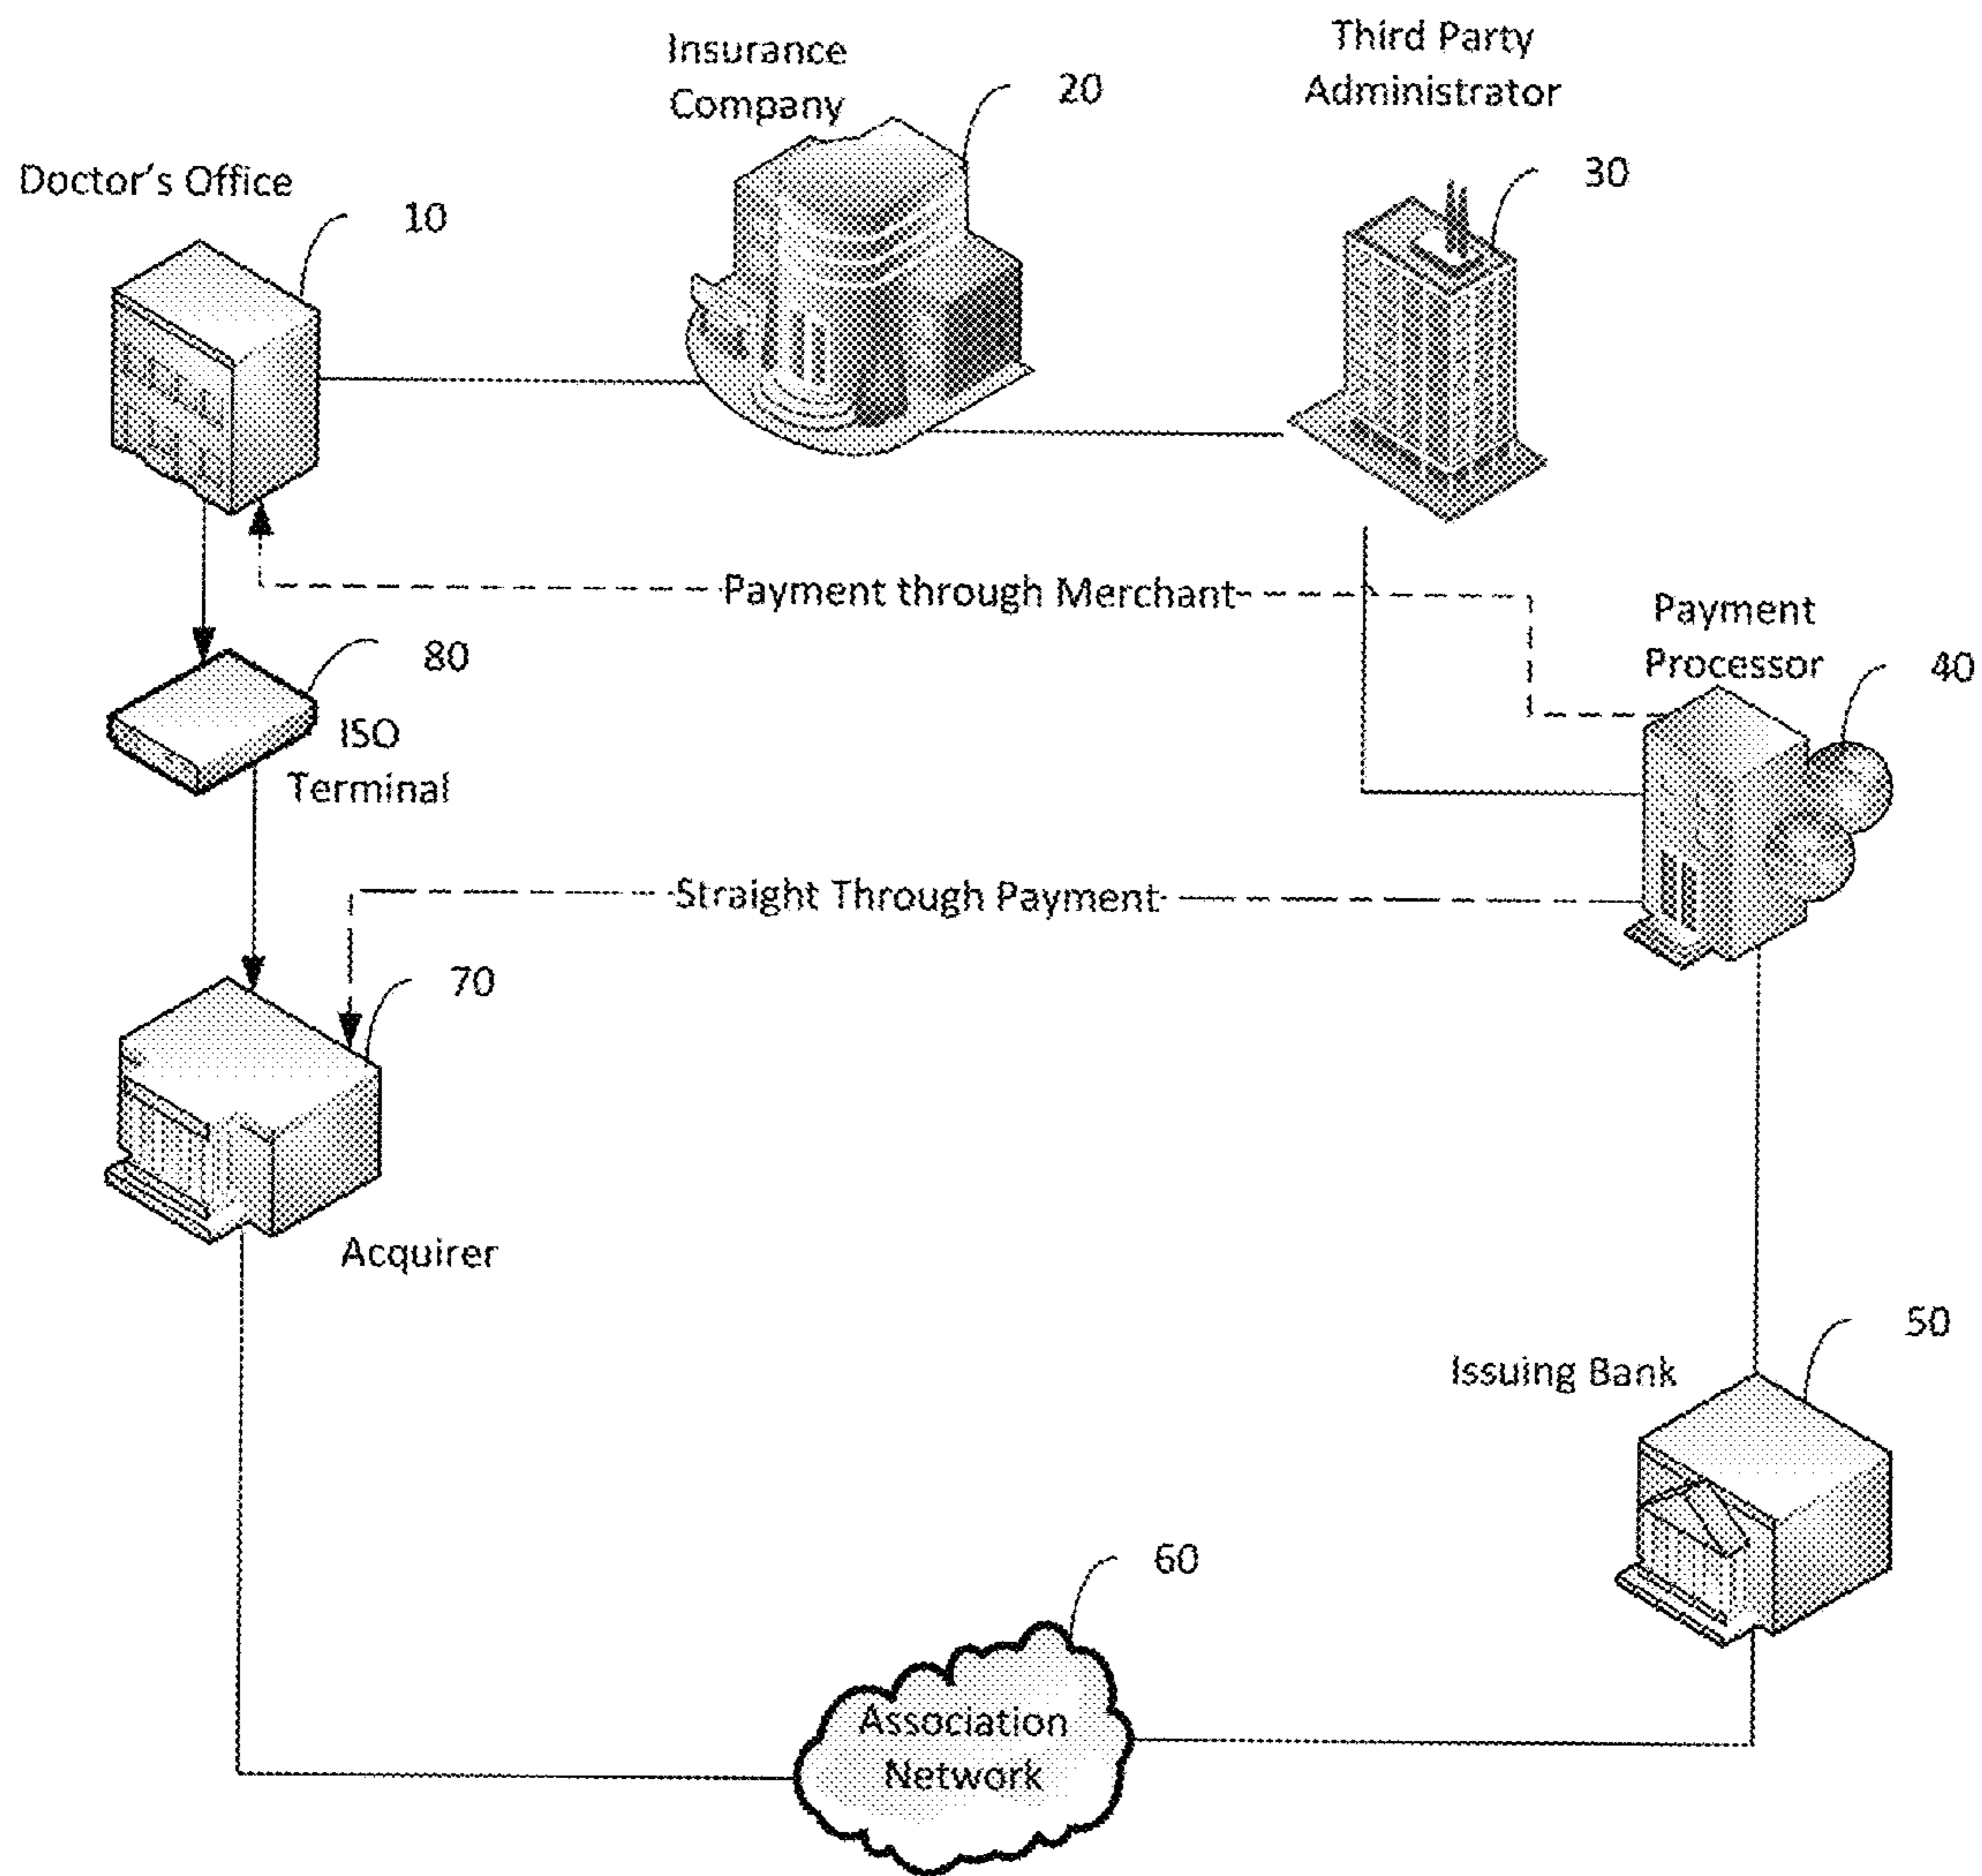 Insurance
Company
20
Third Party
Administrator
30
Doctor's Office
10
Payment through Merchant
Payment
Processor
40
80
ISO
Terminal
Straight Through Payment
70
Acquirer
50
Issuing Bank
60
Association
Network